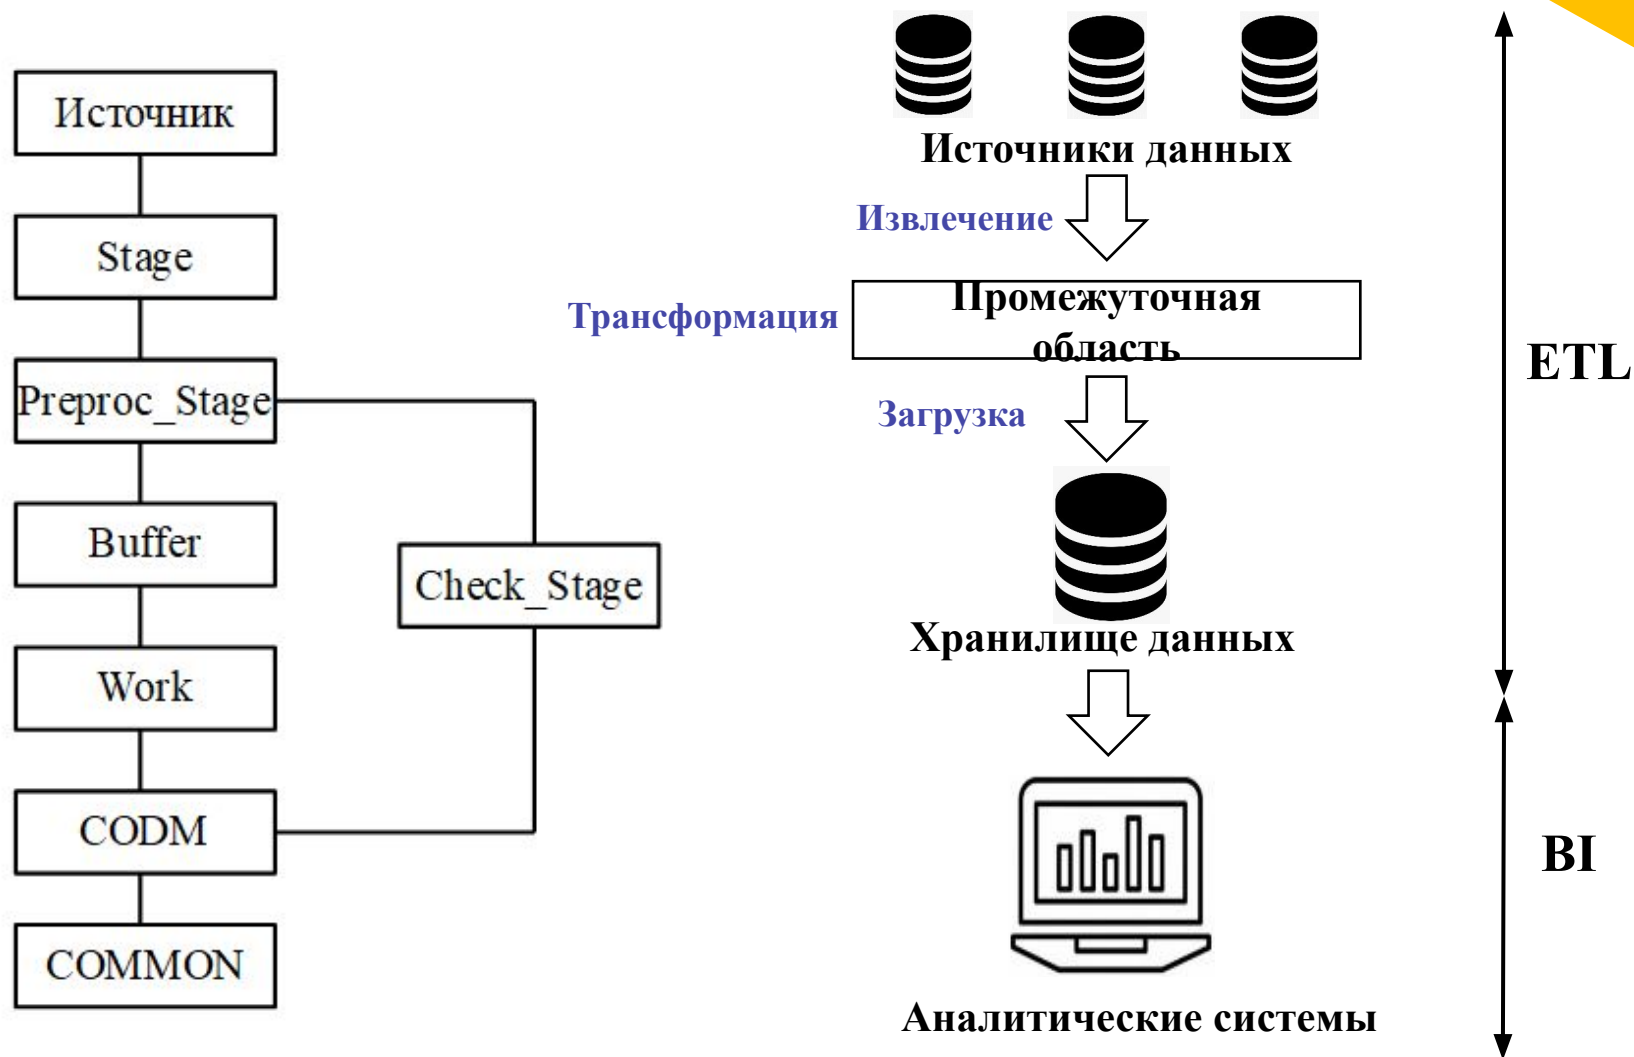 Источник
Stage
Preproc_Stage
Buffer
Check_Stage
Work
CODM
COMMON
Источники данных
Извлечение
Промежуточная
область
Трансформация
Загрузка
Хранилище данных
Аналитические системы
ETL
BI